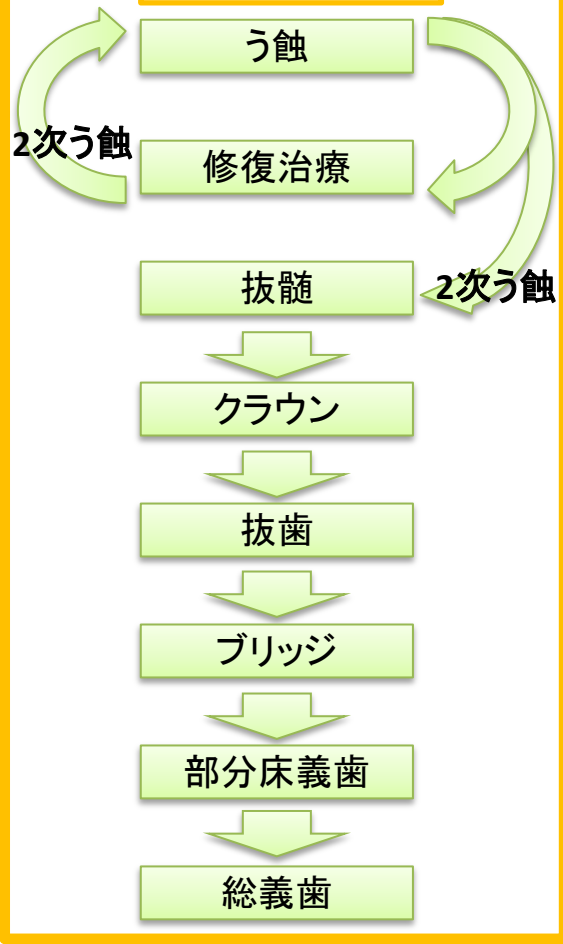 う蝕
2次う蝕
修復治療
抜髄
2次う蝕
クラウン
抜歯
ブリッジ
部分床義歯
総義歯